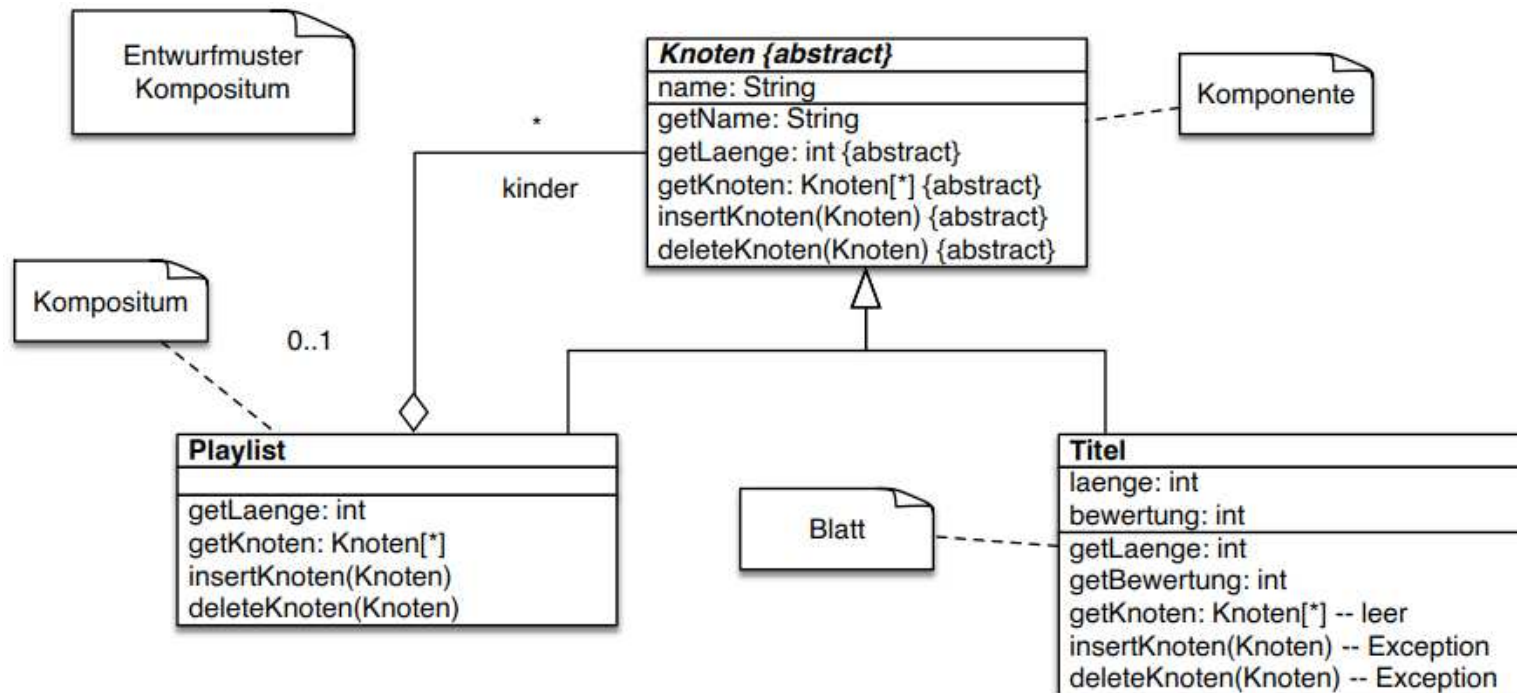 Entwurfmuster
Kompositum
Knoten {abstract}
name: String
getName: String
getLaenge: int {abstract}
getKnoten: Knoten[*] {abstract}
insertKnoten(Knoten) {abstract}
deleteKnoten(Knoten) {abstract}
Komponente
*
kinder
Kompositum
0..1
Playlist
getLaenge: int
getKnoten: Knoten[*]
insertKnoten(Knoten)
deleteKnoten(Knoten)
Blatt
Titel
laenge: int
bewertung: int
getLaenge: int
getBewertung: int
getKnoten: Knoten[*] -- leer
insertKnoten(Knoten) -- Exception
deleteKnoten(Knoten) -- Exception